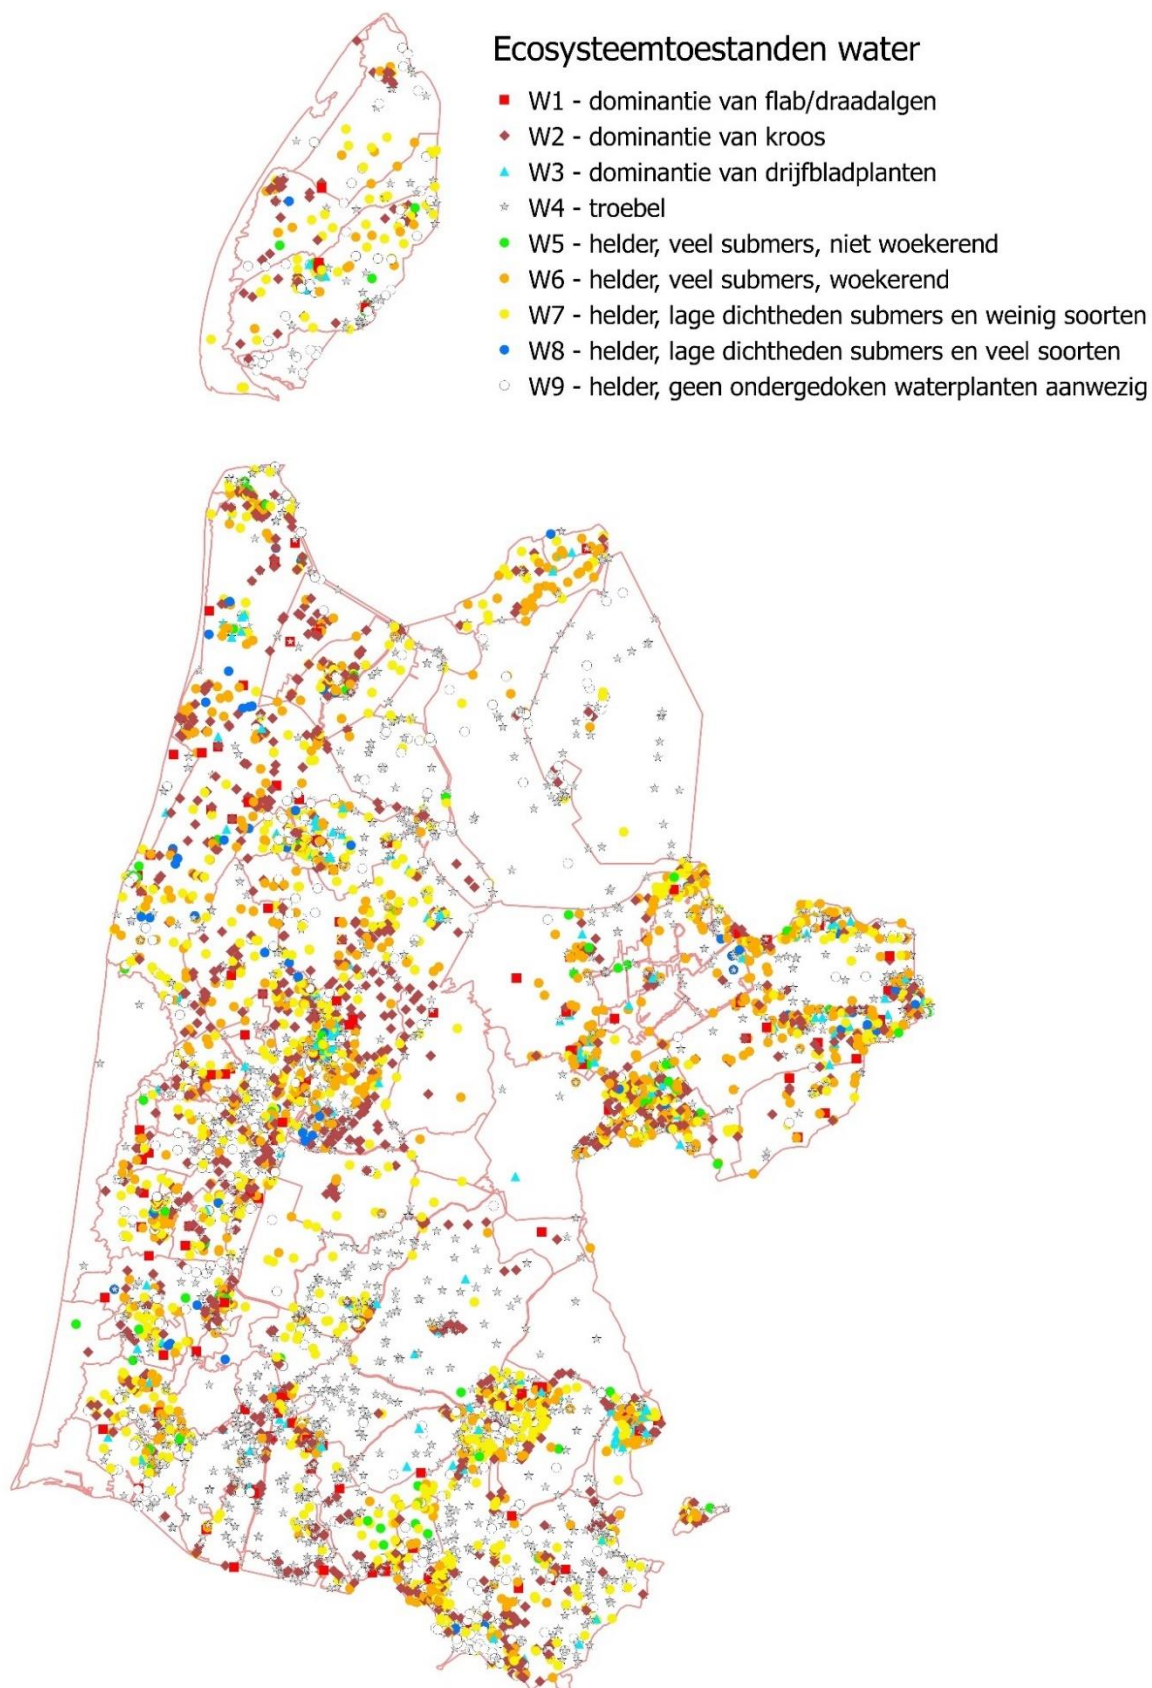 Ecosysteemtoestanden water
W1 - dominantie van flab/draadalgen
W2 - dominantie van kroos
W3 - dominantie van drijfbladplanten
W4 - troebel
W5 - helder, veel submers, niet woekerend
W6 - helder, veel submers, woekerend
W7 - helder, lage dichtheden submers en weinig soorten
W8 - helder, lage dichtheden submers en veel soorten
W9 - helder, geen ondergedoken waterplanten aanwezig